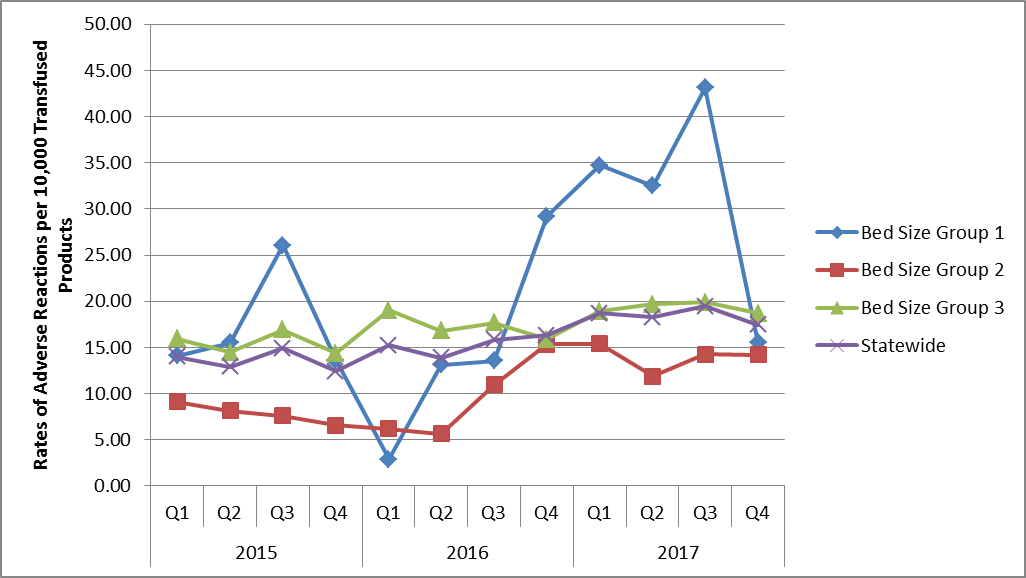 Rates of Adverse Reactions per 10,000 Transfused
Products
50.00
45.00
40.00
35.00
30.00
25.00
20.00
15.00
10.00
5.00
0.00
Q1 Q2 Q3 Q4 Q1 Q2 Q3 Q4 Q1 Q2 Q3 Q4
2015 2016 2017
Bed Size Group 1
Bed Size Group 2
Bed Size Group 3
Statewide